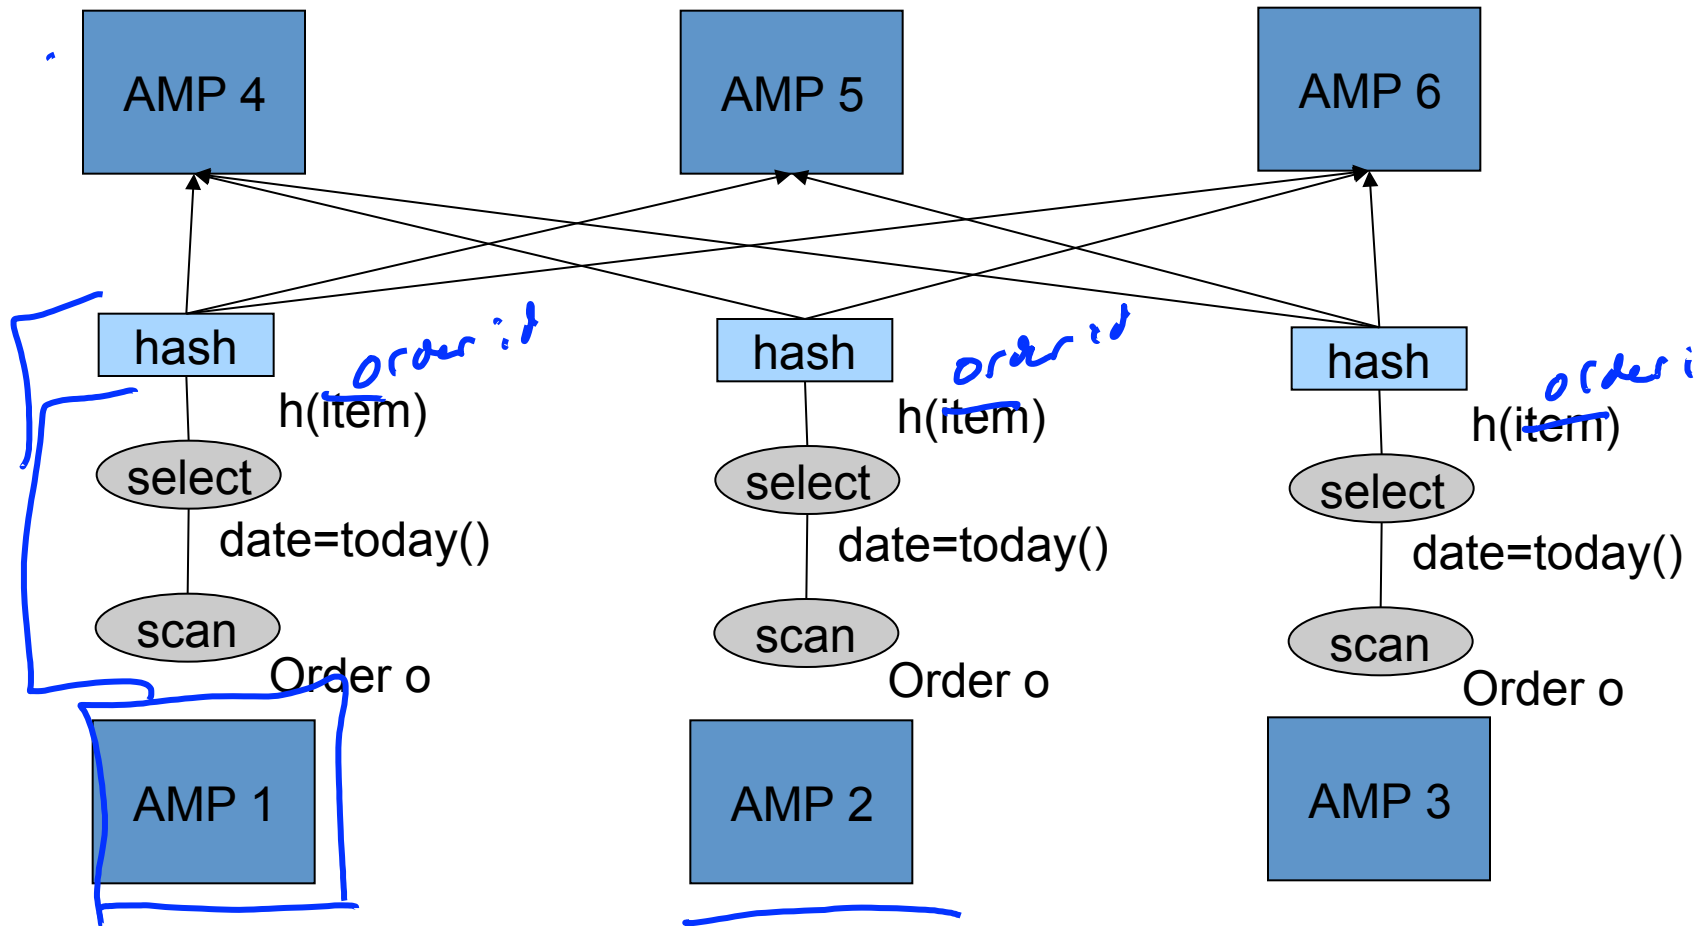 AMP 4 AMP 5 AMP 6
hash order id hash order id hash order i
h(item) h(item) h(item)
select select select
date=today() date=today() date=today()
scan scan scan
Order o Order o Order o
AMP 1 AMP 2 AMP 3